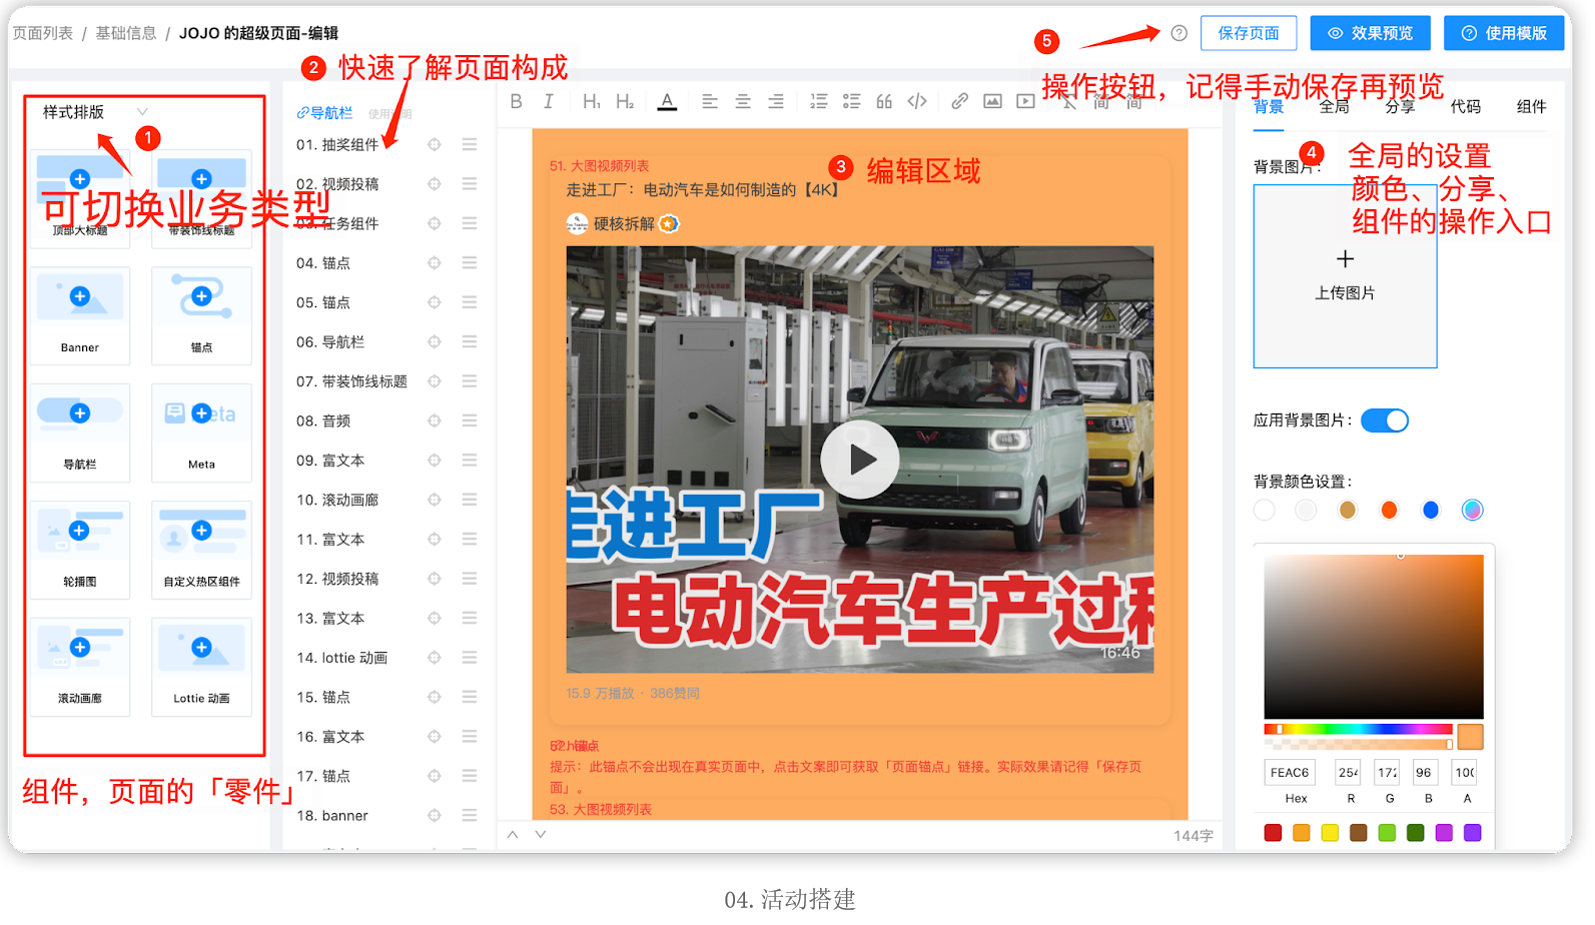 页面列表 / 基础信息 / JOJO 的超级页面-编辑
5
保存页面
效果预览
使用模版
2 快速了解页面构成
操作按钮，记得手动保存再预览
样式排版
1
可切换业务类型
顶部大标题
带装饰线标题
Banner
锚点
导航栏
Meta
轮播图
自定义热区组件
滚动画廊
Lottie 动画
组件，页面的「零件」
导航栏
01. 抽奖组件
02. 视频投稿
03. 任务组件
04. 锚点
05. 锚点
06. 导航栏
07. 带装饰线标题
08. 音频
09. 富文本
10. 滚动画廊
11. 富文本
12. 视频投稿
13. 富文本
14. lottie 动画
15. 锚点
16. 富文本
17. 锚点
18. banner
B I H₁ H₂ A
简 简
51. 大图视频列表
3 编辑区域
走进工厂：电动汽车是如何制造的【4K】
硬核拆解
走进工厂
电动汽车生产过程
16:46
15.9 万播放 · 386赞同
52. 锚点
提示：此锚点不会出现在真实页面中，点击文案即可获取「页面锚点」链接。实际效果请记得「保存页
面」。
53. 大图视频列表
144字
背景 全局 分享 代码 组件
4
全局的设置
颜色、分享、
组件的操作入口
背景图片：
上传图片
应用背景图片：
背景颜色设置：
FEAC6 254 172 96 100
Hex R G B A
04. 活动搭建